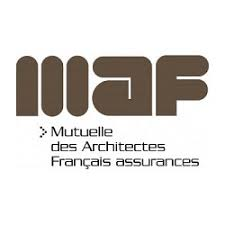 maf
> Mutuelle
des Architectes
Français assurances